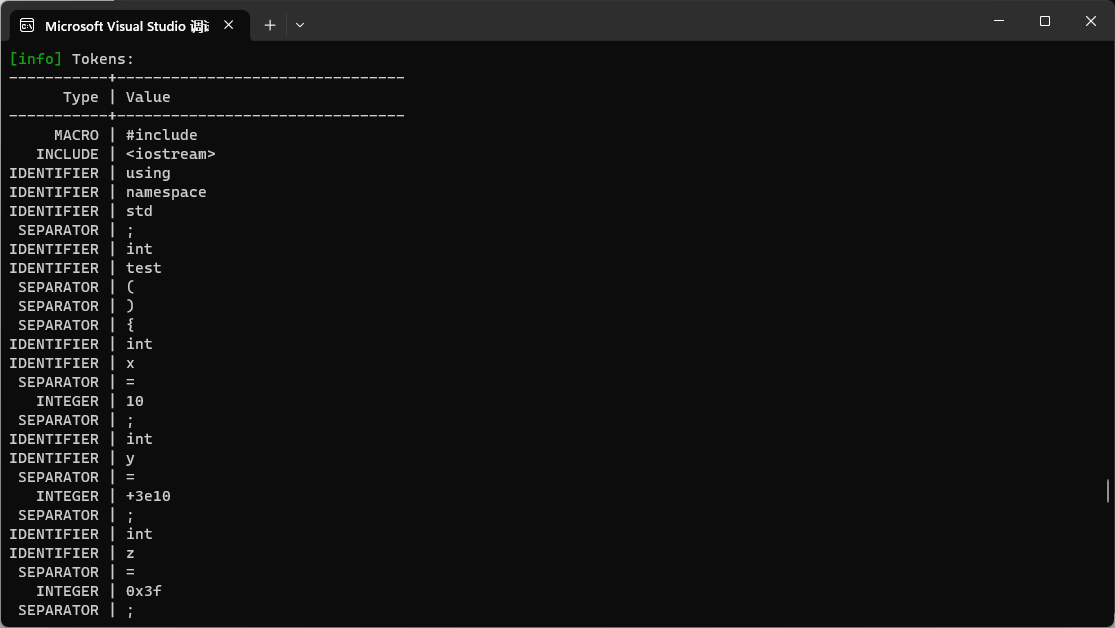 Microsoft Visual Studio 调
[info] Tokens:
-----------+--------------------------------
Type | Value
-----------+--------------------------------
MACRO | #include
INCLUDE | <iostream>
IDENTIFIER | using
IDENTIFIER | namespace
IDENTIFIER | std
SEPARATOR | ;
IDENTIFIER | int
IDENTIFIER | test
SEPARATOR | (
SEPARATOR | )
SEPARATOR | {
IDENTIFIER | int
IDENTIFIER | x
SEPARATOR | =
INTEGER | 10
SEPARATOR | ;
IDENTIFIER | int
IDENTIFIER | y
SEPARATOR | =
INTEGER | +3e10
SEPARATOR | ;
IDENTIFIER | int
IDENTIFIER | z
SEPARATOR | =
INTEGER | 0x3f
SEPARATOR | ;